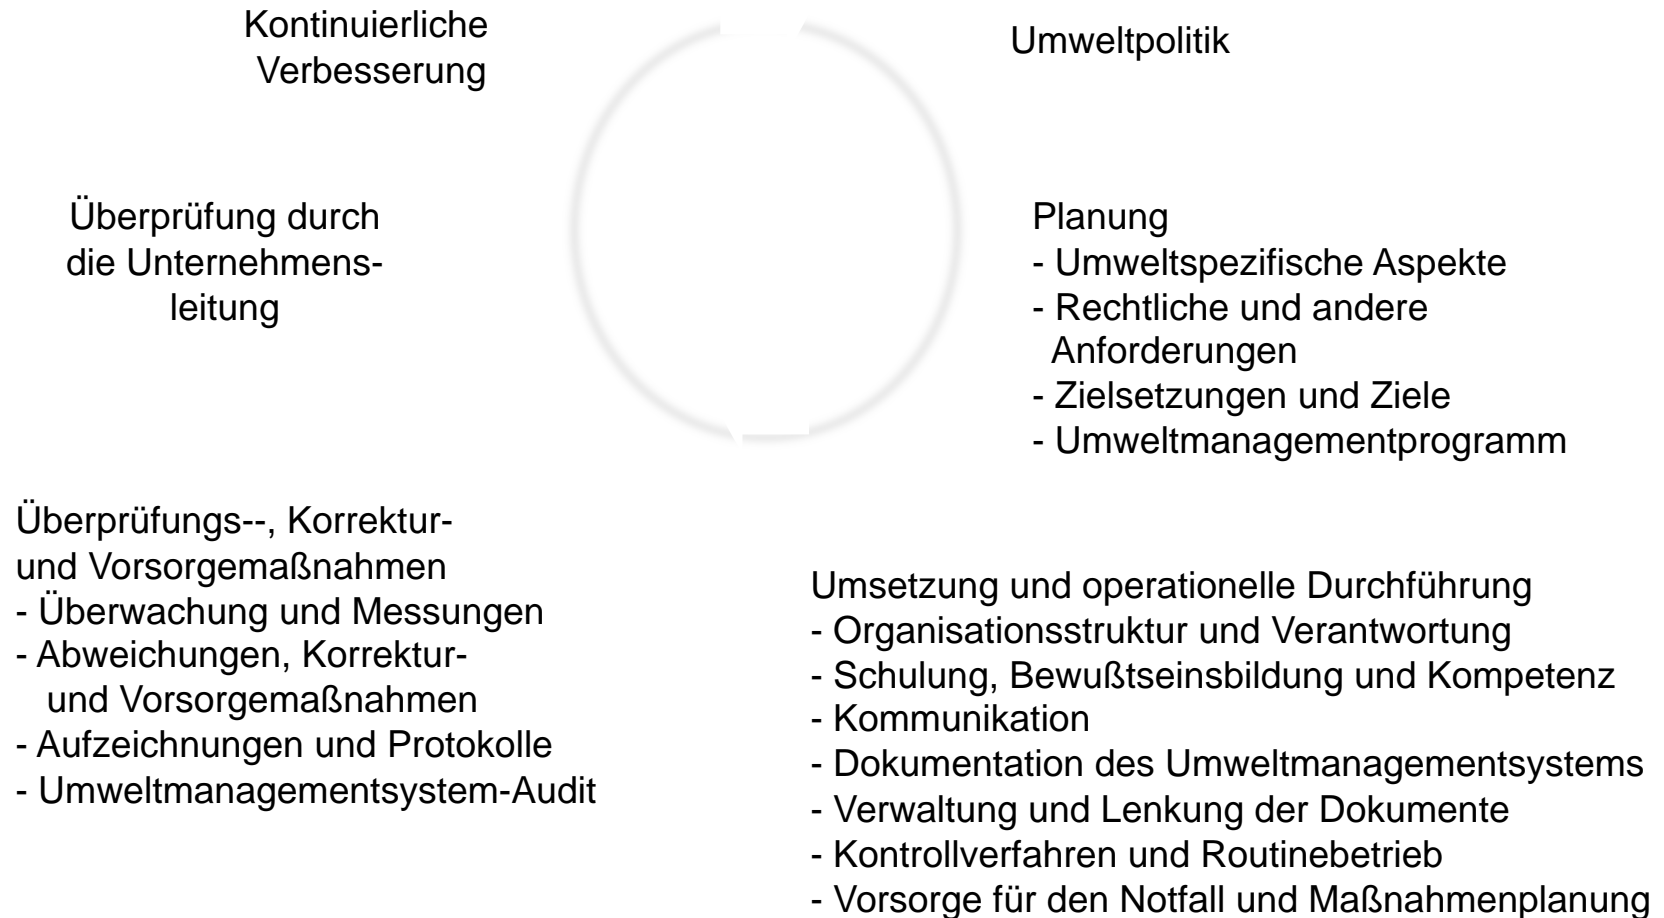 Kontinuierliche
Verbesserung
Umweltpolitik
Überprüfung durch
die Unternehmens-
leitung
Planung
- Umweltspezifische Aspekte
- Rechtliche und andere
Anforderungen
- Zielsetzungen und Ziele
- Umweltmanagementprogramm
Überprüfungs--, Korrektur-
und Vorsorgemaßnahmen
- Überwachung und Messungen
- Abweichungen, Korrektur-
und Vorsorgemaßnahmen
- Aufzeichnungen und Protokolle
- Umweltmanagementsystem-Audit
Umsetzung und operationelle Durchführung
- Organisationsstruktur und Verantwortung
- Schulung, Bewußtseinsbildung und Kompetenz
- Kommunikation
- Dokumentation des Umweltmanagementsystems
- Verwaltung und Lenkung der Dokumente
- Kontrollverfahren und Routinebetrieb
- Vorsorge für den Notfall und Maßnahmenplanung